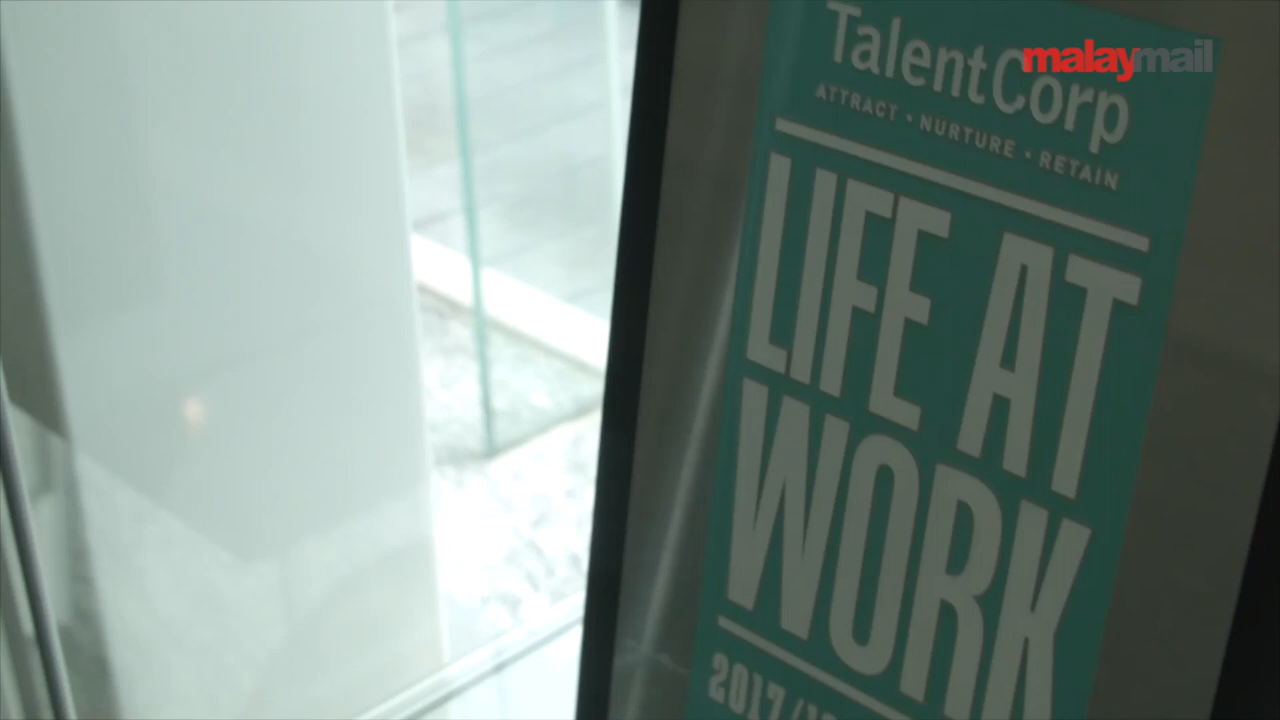 malaymail
TalentCorp
ATTRACT • NURTURE • RETAIN
LIFE AT
WORK